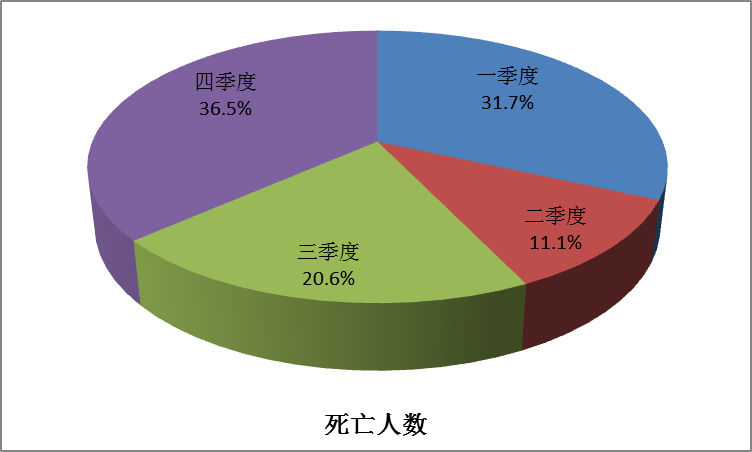 一季度
31.7%
二季度
11.1%
三季度
20.6%
四季度
36.5%
死亡人数